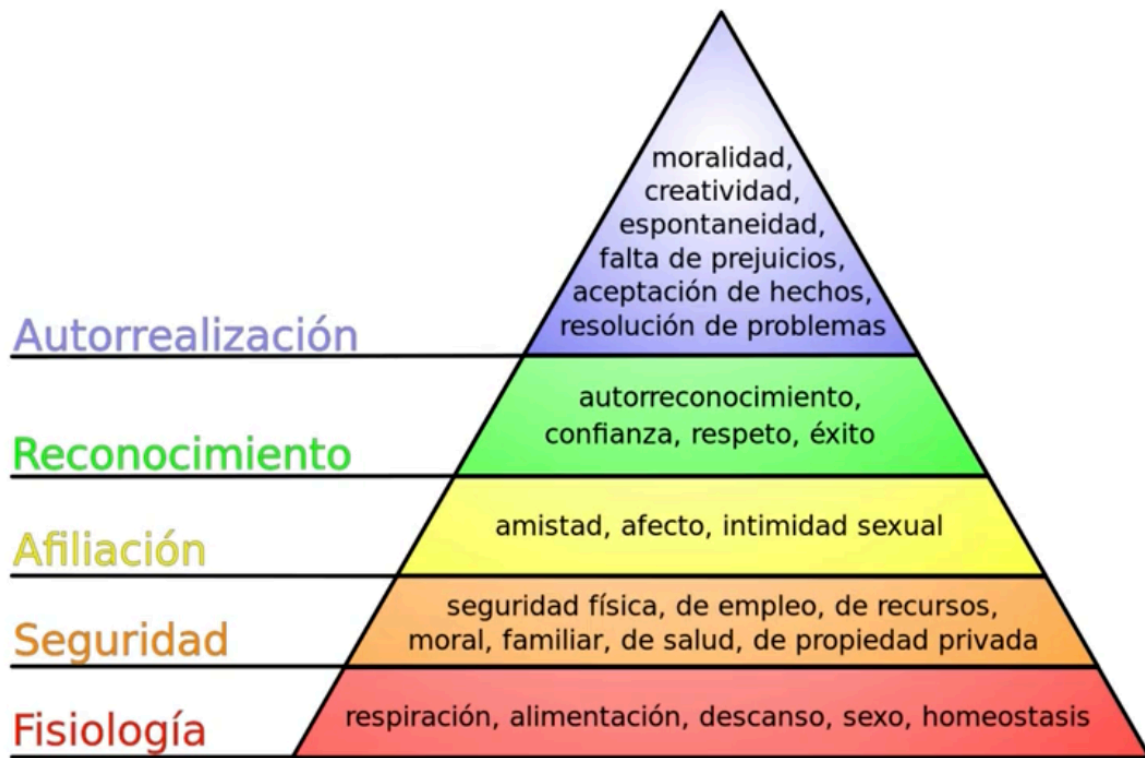 moralidad,
creatividad,
espontaneidad,
falta de prejuicios,
aceptación de hechos,
resolución de problemas
Autorrealización
autorreconocimiento,
confianza, respeto, éxito
Reconocimiento
amistad, afecto, intimidad sexual
Afiliación
seguridad física, de empleo, de recursos,
moral, familiar, de salud, de propiedad privada
Seguridad
respiración, alimentación, descanso, sexo, homeostasis
Fisiología